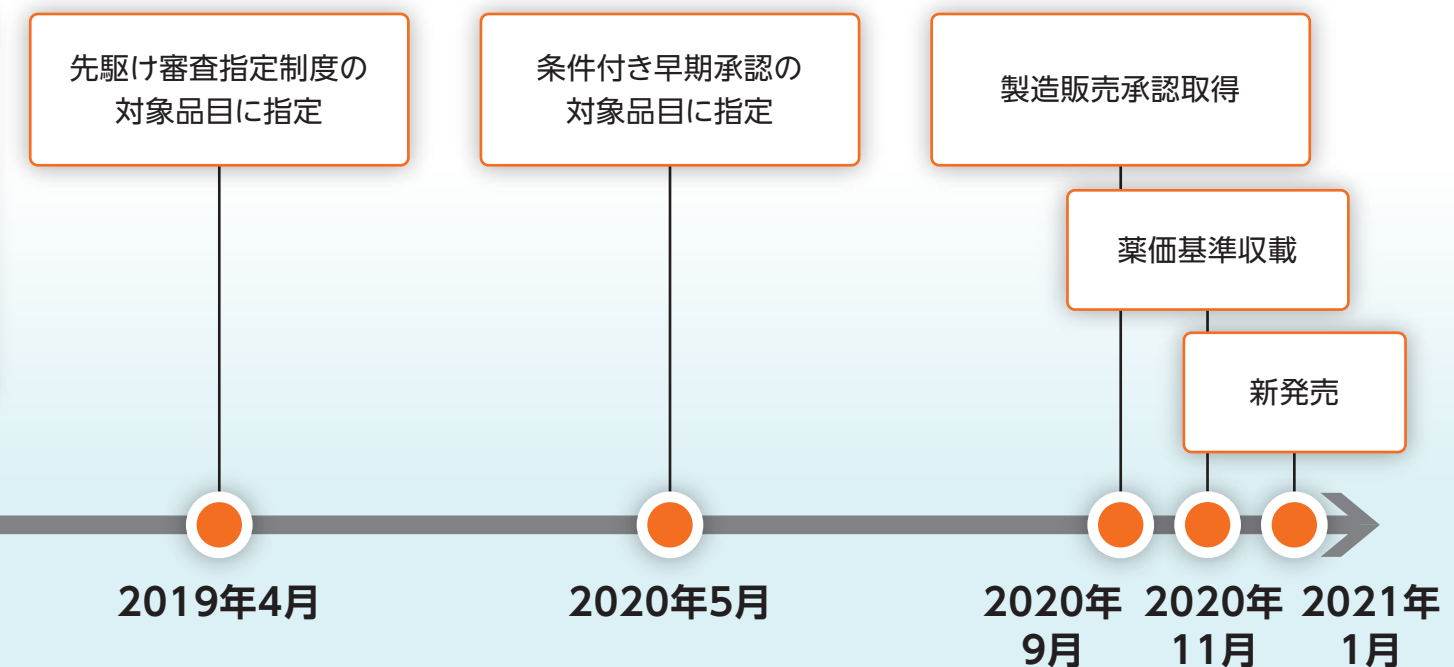 先駆け審査指定制度の
対象品目に指定
条件付き早期承認の
対象品目に指定
製造販売承認取得
薬価基準収載
新発売
2019年4月
2020年5月
2020年
9月
2020年
11月
2021年
1月